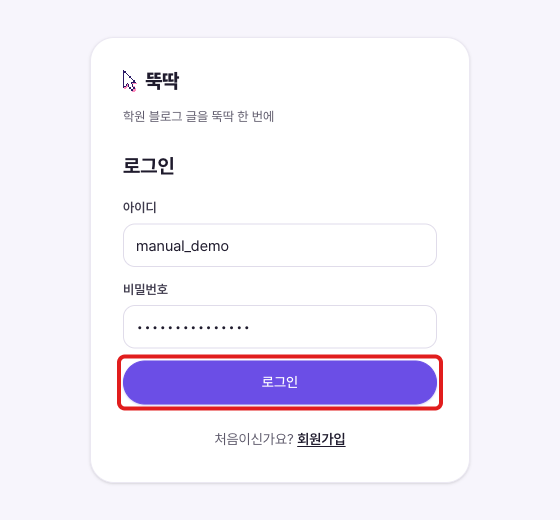 뚝딱
학원 블로그 글을 뚝딱 한 번에
로그인
아이디
manual_demo
비밀번호
•••••••••••••••
로그인
처음이신가요? 회원가입